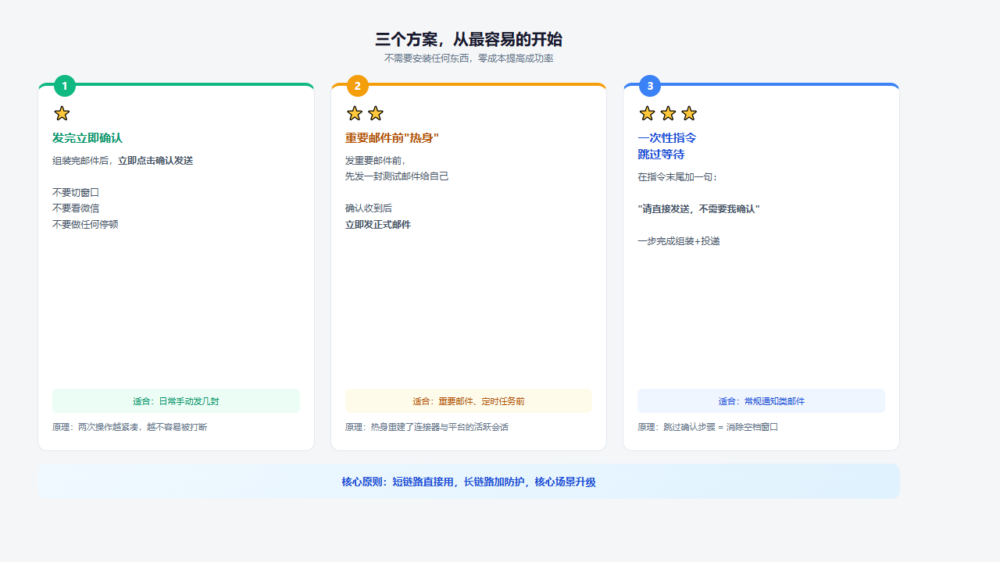 三个方案，从最容易的开始
不需要安装任何东西，零成本提高成功率
1
发完立即确认
组装完邮件后，立即点击确认发送
不要切窗口
不要看微信
不要做任何停顿
适合：日常手动发几封
原理：两次操作越紧凑，越不容易被打断
2
重要邮件前"热身"
发重要邮件前，
先发一封测试邮件给自己
确认收到后
立即发正式邮件
适合：重要邮件、定时任务前
原理：热身重建了连接器与平台的活跃会话
3
一次性指令
跳过等待
在指令末尾加一句：
"请直接发送，不需要我确认"
一步完成组装+投递
适合：常规通知类邮件
原理：跳过确认步骤 = 消除空档窗口
核心原则：短链路直接用，长链路加防护，核心场景升级